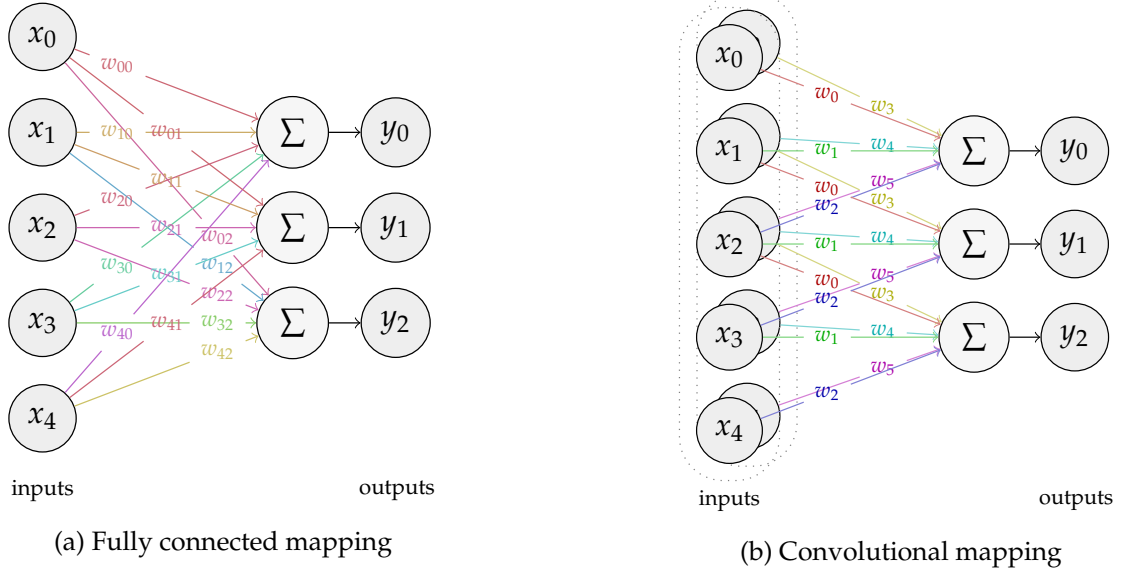 x₀
w₀₀
x₁
w₁₀
w₀₁
Σ
y₀
w₁₁
w₂₀
x₂
w₂₁
w₀₂
Σ
y₁
w₃₀
w₃₁
w₁₂
w₂₂
x₃
w₄₀
w₄₁
w₃₂
Σ
y₂
w₄₂
x₄
inputs
outputs
(a) Fully connected mapping
x₀
w₀
w₃
x₁
w₁
w₄
Σ
y₀
w₀
w₅
w₂
w₃
x₂
w₁
w₄
Σ
y₁
w₀
w₅
w₂
w₃
x₃
w₁
w₄
Σ
y₂
w₅
w₂
x₄
inputs
outputs
(b) Convolutional mapping